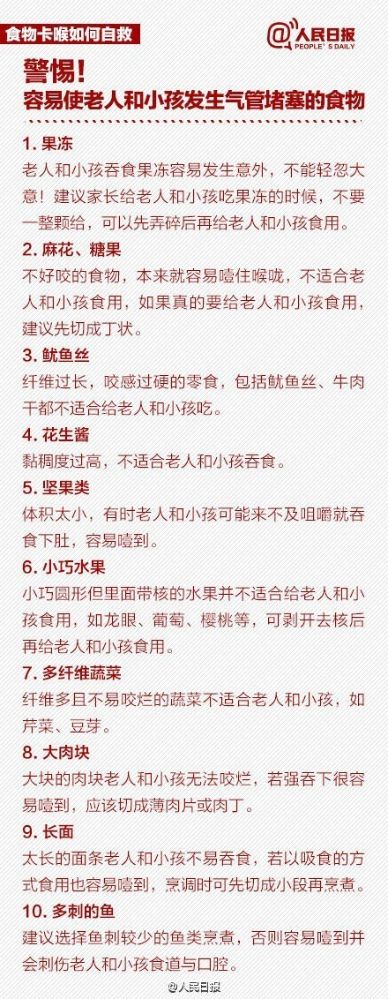 食物卡喉如何自救
@人民日报
PEOPLE'S DAILY
警惕！
容易使老人和小孩发生气管堵塞的食物
1. 果冻
老人和小孩吞食果冻容易发生意外，不能轻忽大
意！建议家长给老人和小孩吃果冻的时候，不要
一整颗给，可以先弄碎后再给老人和小孩食用。
2. 麻花、糖果
不好咬的食物，本来就容易噎住喉咙，不适合老
人和小孩食用，如果真的要给老人和小孩食用，
建议先切成丁状。
3. 鱿鱼丝
纤维过长，咬感过硬的零食，包括鱿鱼丝、牛肉
干都不适合给老人和小孩吃。
4. 花生酱
黏稠度过高，不适合老人和小孩吞食。
5. 坚果类
体积太小，有时老人和小孩可能来不及咀嚼就吞
食下肚，容易噎到。
6. 小巧水果
小巧圆形但里面带核的水果并不适合给老人和小
孩食用，如龙眼、葡萄、樱桃等，可剥开去核后
再给老人和小孩食用。
7. 多纤维蔬菜
纤维多且不易咬烂的蔬菜不适合老人和小孩，如
芹菜、豆芽。
8. 大肉块
大块的肉块老人和小孩无法咬烂，若强吞下很容
易噎到，应该切成薄肉片或肉丁。
9. 长面
太长的面条老人和小孩不易吞食，若以吸食的方
式食用也容易噎到，烹调时可先切成小段再烹煮。
10. 多刺的鱼
建议选择鱼刺较少的鱼类烹煮，否则容易噎到并
会刺伤老人和小孩食道与口腔。
@人民日报